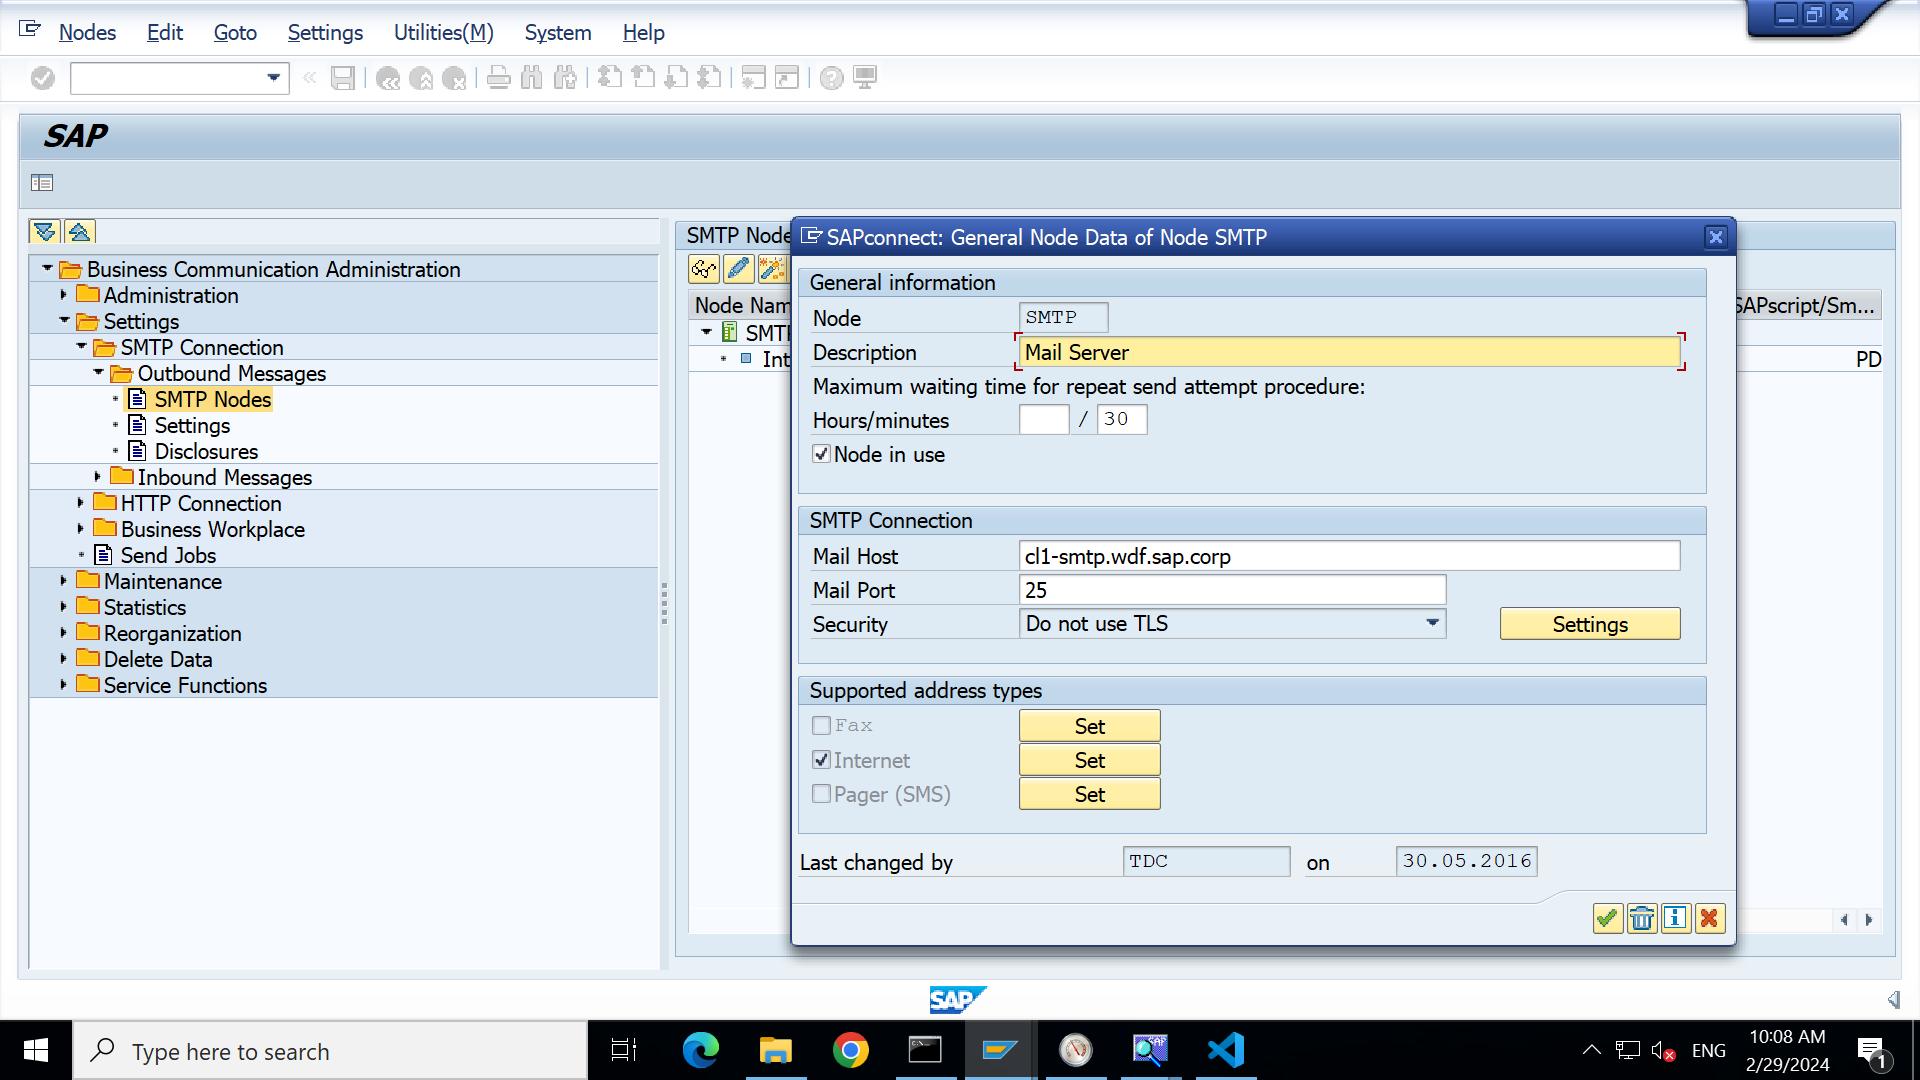 Nodes Edit Goto Settings Utilities(M) System Help
SAP
Business Communication Administration
Administration
Settings
SMTP Connection
Outbound Messages
SMTP Nodes
Settings
Disclosures
Inbound Messages
HTTP Connection
Business Workplace
Send Jobs
Maintenance
Statistics
Reorganization
Delete Data
Service Functions
SMTP Node
Node Nam
SMTP
Int
SAPscript/Sm...
PD
SAPconnect: General Node Data of Node SMTP
General information
Node SMTP
Description Mail Server
Maximum waiting time for repeat send attempt procedure:
Hours/minutes / 30
Node in use
SMTP Connection
Mail Host cl1-smtp.wdf.sap.corp
Mail Port 25
Security Do not use TLS Settings
Supported address types
Fax Set
Internet Set
Pager (SMS) Set
Last changed by TDC on 30.05.2016
SAP
Type here to search
ENG
10:08 AM
2/29/2024
1